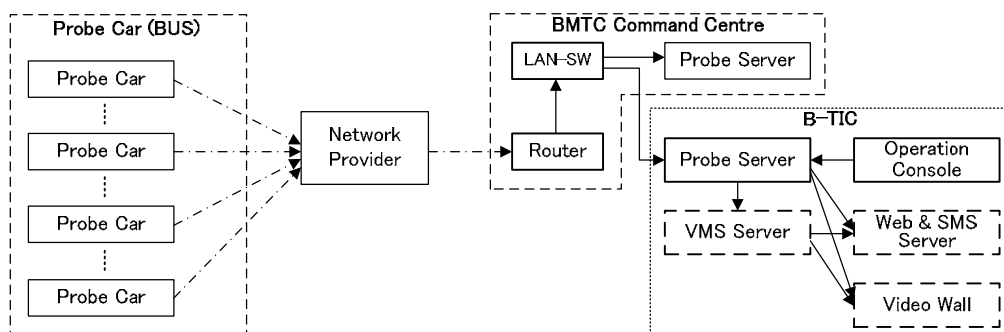 Probe Car (BUS)
Probe Car
Probe Car
Probe Car
Probe Car
Network
Provider
BMTC Command Centre
LAN-SW
Probe Server
Router
B-TIC
Probe Server
Operation
Console
VMS Server
Web & SMS
Server
Video Wall